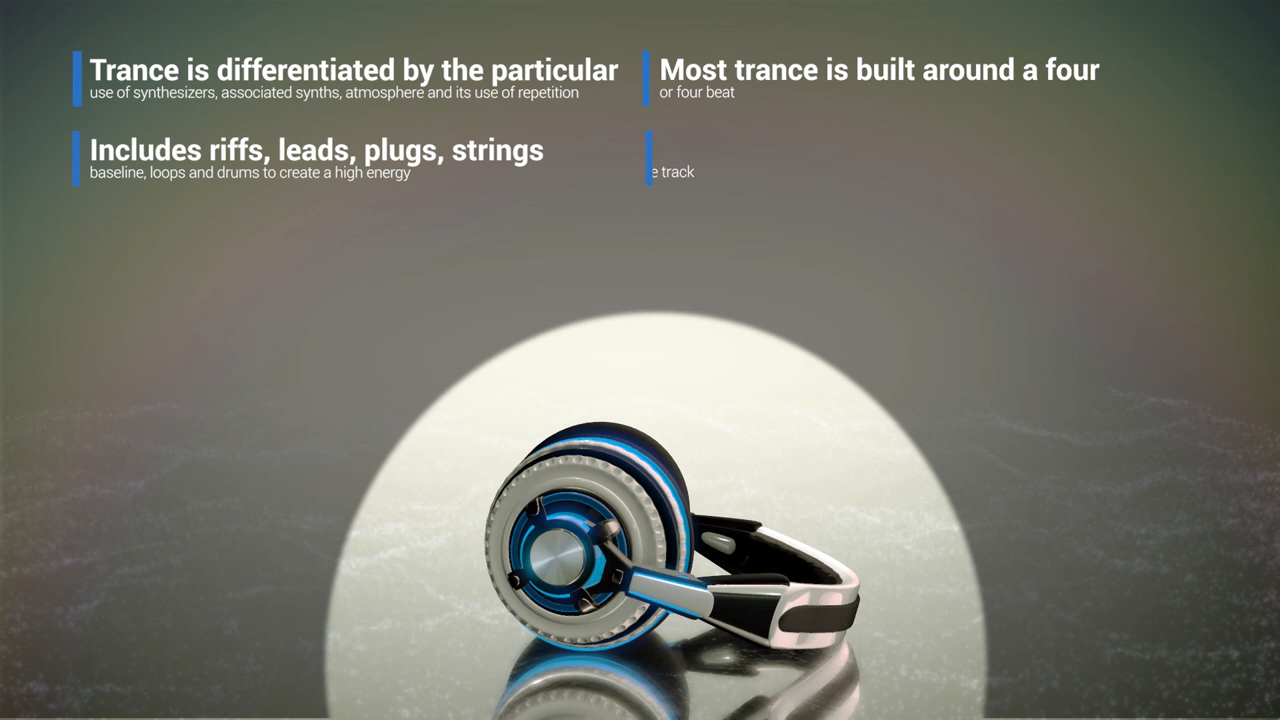 Trance is differentiated by the particular
use of synthesizers, associated synths, atmosphere and its use of repetition
Most trance is built around a four
or four beat
Includes riffs, leads, plugs, strings
baseline, loops and drums to create a high energy
track